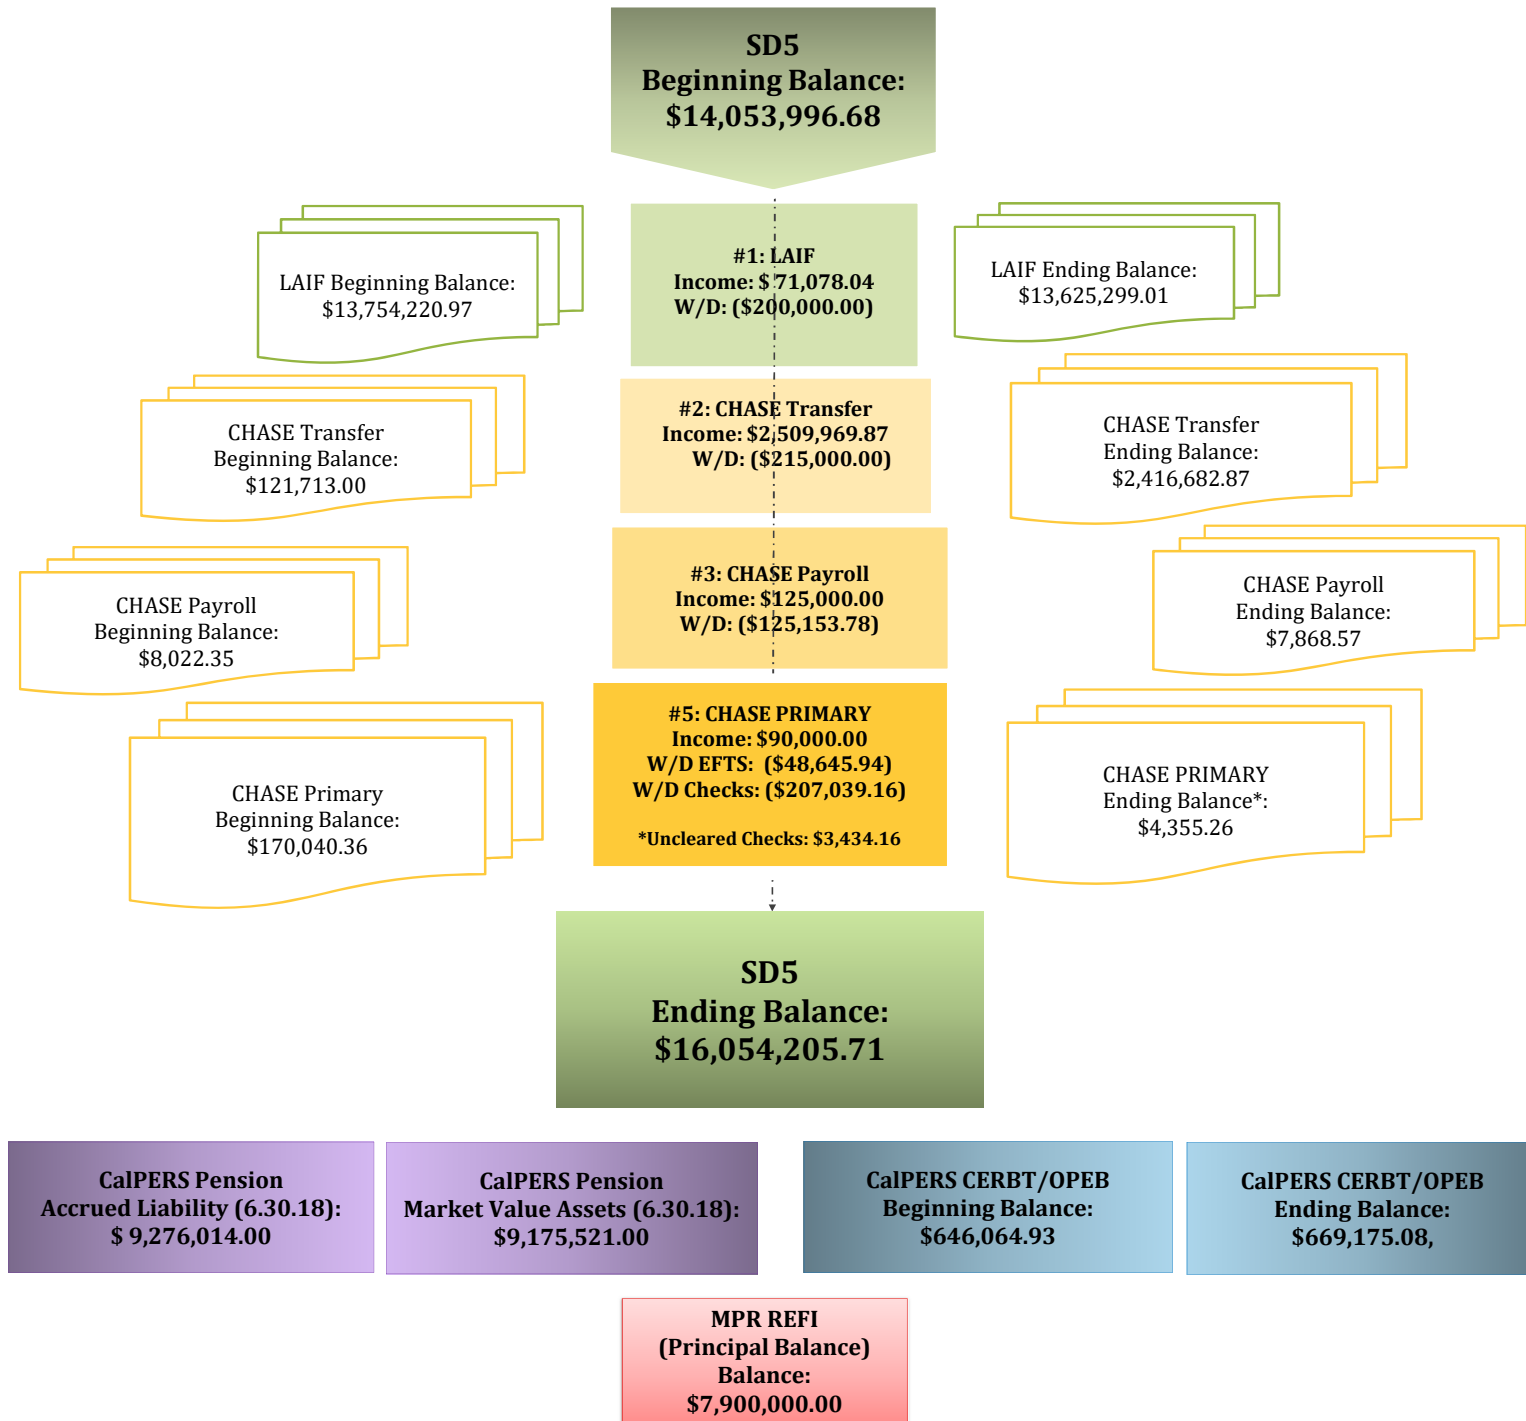 SD5
Beginning Balance:
$14,053,996.68
LAIF Beginning Balance:
$13,754,220.97
#1: LAIF
Income: $ 71,078.04
W/D: ($200,000.00)
LAIF Ending Balance:
$13,625,299.01
CHASE Transfer
Beginning Balance:
$121,713.00
#2: CHASE Transfer
Income: $2,509,969.87
W/D: ($215,000.00)
CHASE Transfer
Ending Balance:
$2,416,682.87
CHASE Payroll
Beginning Balance:
$8,022.35
#3: CHASE Payroll
Income: $125,000.00
W/D: ($125,153.78)
CHASE Payroll
Ending Balance:
$7,868.57
CHASE Primary
Beginning Balance:
$170,040.36
#5: CHASE PRIMARY
Income: $90,000.00
W/D EFTS:  ($48,645.94)
W/D Checks: ($207,039.16)
*Uncleared Checks: $3,434.16
CHASE PRIMARY
Ending Balance*:
$4,355.26
SD5
Ending Balance:
$16,054,205.71
CalPERS Pension
Accrued Liability (6.30.18):
$ 9,276,014.00
CalPERS Pension
Market Value Assets (6.30.18):
$9,175,521.00
CalPERS CERBT/OPEB
Beginning Balance:
$646,064.93
CalPERS CERBT/OPEB
Ending Balance:
$669,175.08,
MPR REFI
(Principal Balance)
Balance:
$7,900,000.00